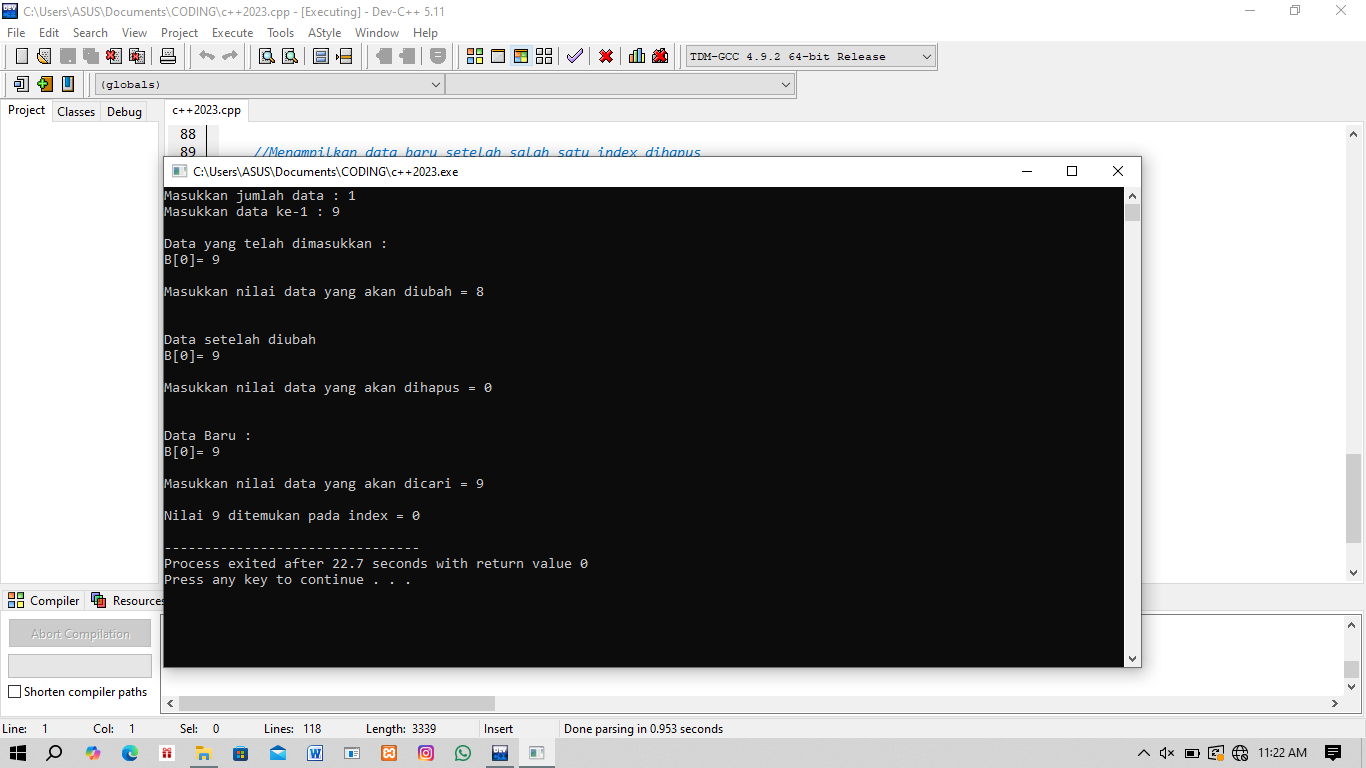 C:\Users\ASUS\Documents\CODING\c++2023.cpp - [Executing] - Dev-C++ 5.11
File Edit Search View Project Execute Tools AStyle Window Help
TDM-GCC 4.9.2 64-bit Release
(globals)
Project Classes Debug c++2023.cpp
88
89 //Menampilkan data baru setelah salah satu index dihapus
C:\Users\ASUS\Documents\CODING\c++2023.exe
Masukkan jumlah data : 1
Masukkan data ke-1 : 9
Data yang telah dimasukkan :
B[0]= 9
Masukkan nilai data yang akan diubah = 8
Data setelah diubah
B[0]= 9
Masukkan nilai data yang akan dihapus = 0
Data Baru :
B[0]= 9
Masukkan nilai data yang akan dicari = 9
Nilai 9 ditemukan pada index = 0
--------------------------------
Process exited after 22.7 seconds with return value 0
Press any key to continue . . .
Compiler Resources
Abort Compilation
Shorten compiler paths
Line: 1 Col: 1 Sel: 0 Lines: 118 Length: 3339 Insert Done parsing in 0.953 seconds
11:22 AM